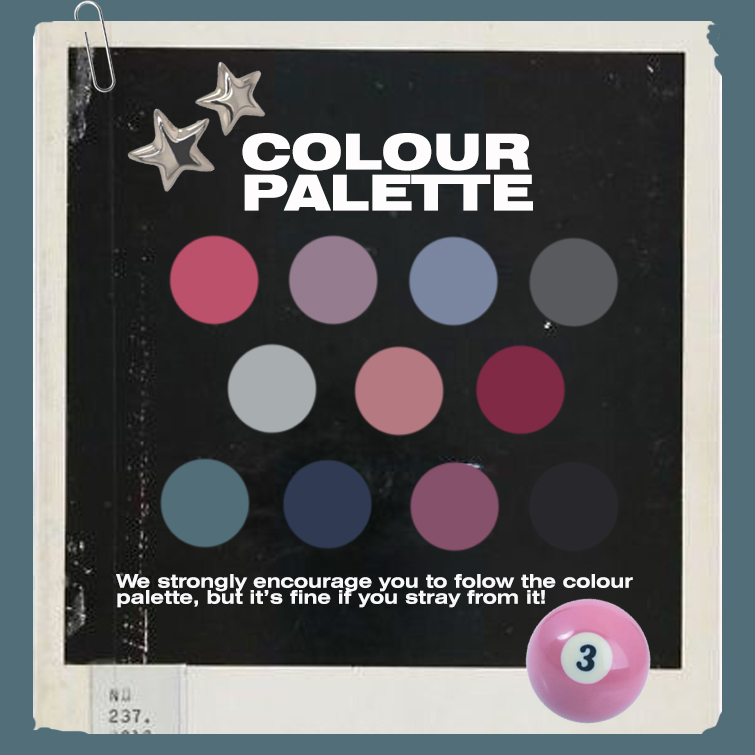 COLOUR
PALETTE
We strongly encourage you to folow the colour
palette, but it's fine if you stray from it!
3
237.